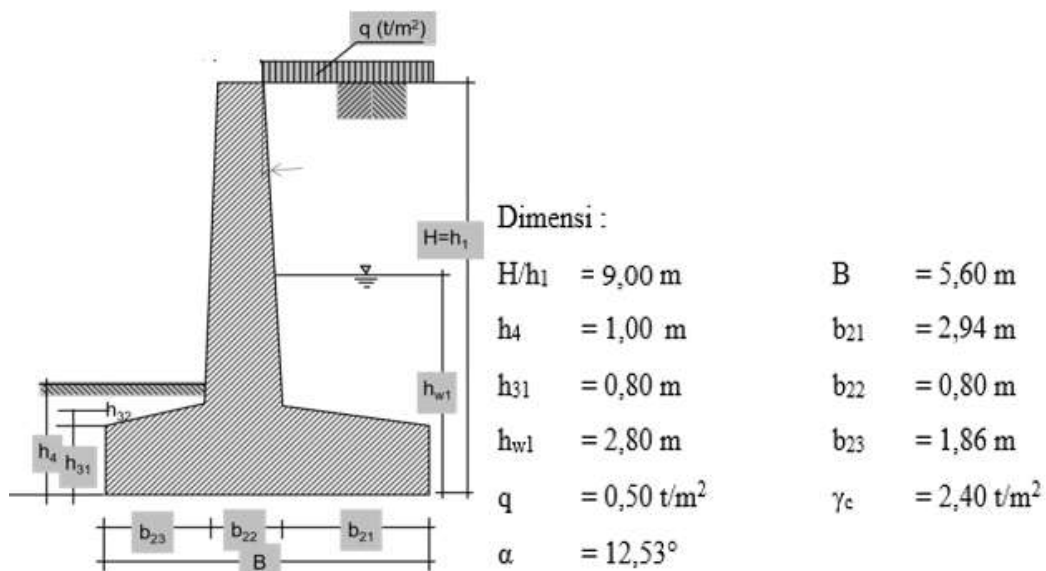 q (t/m²)
H=h₁
h_w1
h₃₂
h₄
h₃₁
b₂₃
b₂₂
b₂₁
B
Dimensi :
H/h₁ = 9,00 m B = 5,60 m
h₄ = 1,00 m b₂₁ = 2,94 m
h₃₁ = 0,80 m b₂₂ = 0,80 m
h_w1 = 2,80 m b₂₃ = 1,86 m
q = 0,50 t/m² γ_c = 2,40 t/m²
α = 12,53°